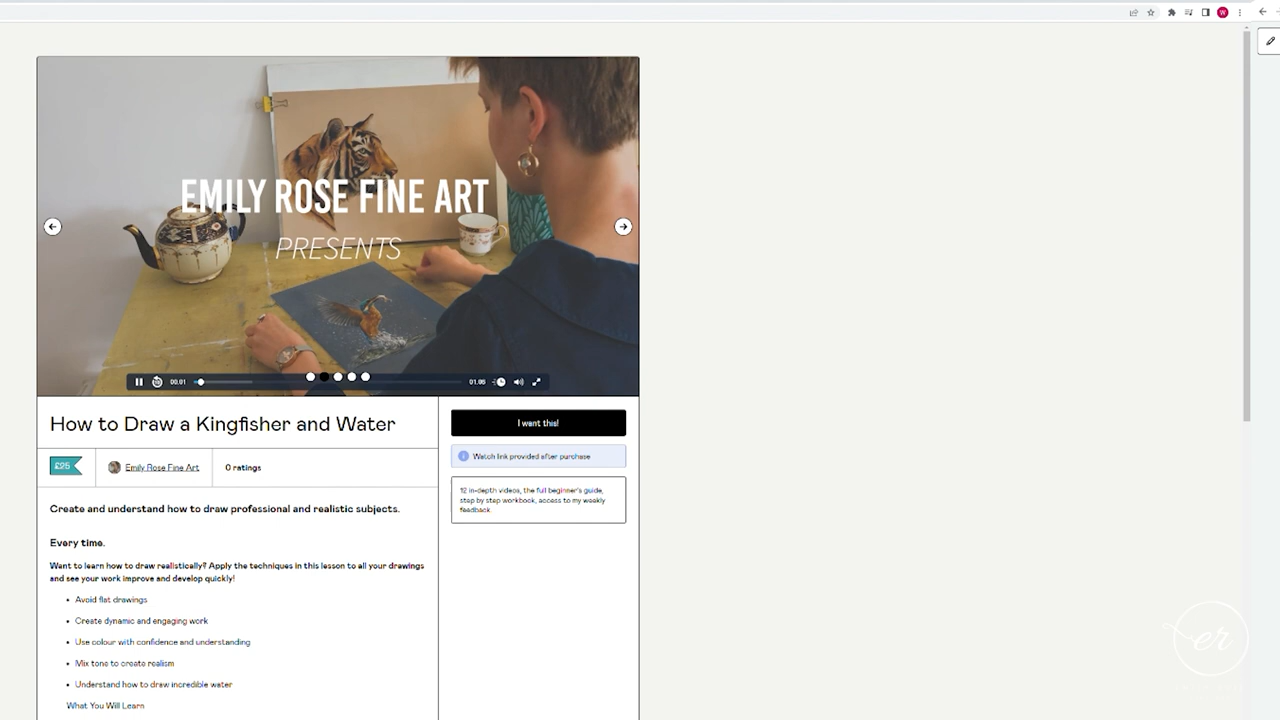 W
EMILY ROSE FINE ART
PRESENTS
00.01
01.06
How to Draw a Kingfisher and Water
£25
Emily Rose Fine Art
0 ratings
Create and understand how to draw professional and realistic subjects.
Every time.
Want to learn how to draw realistically? Apply the techniques in this lesson to all your drawings
and see your work improve and develop quickly!
• Avoid flat drawings
• Create dynamic and engaging work
• Use colour with confidence and understanding
• Mix tone to create realism
• Understand how to draw incredible water
What You Will Learn
I want this!
Watch link provided after purchase
12 in-depth videos, the full beginner's guide,
step by step workbook, access to my weekly
feedback
er